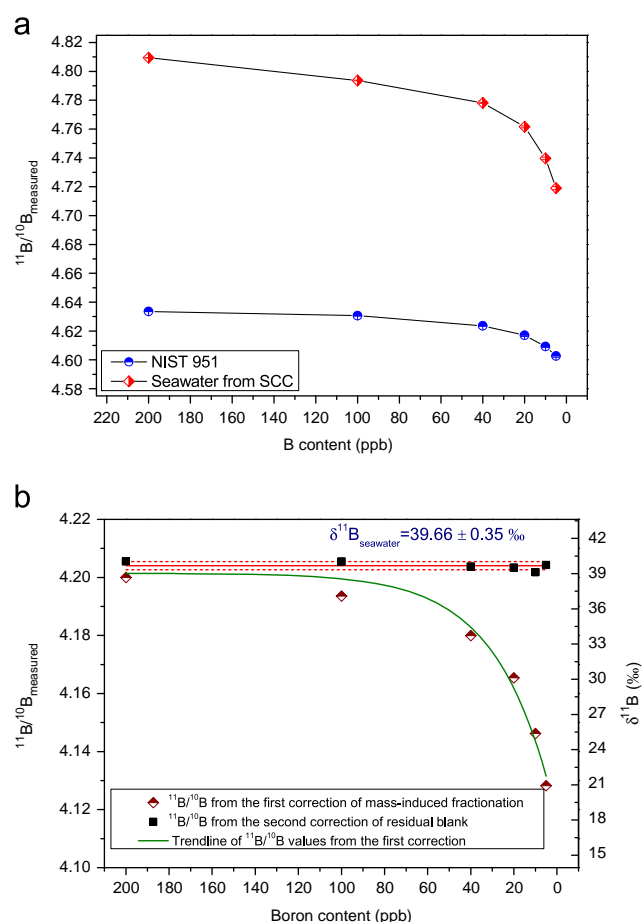 a
4.82
4.80
4.78
4.76
4.74
4.72
4.70
4.68
4.66
4.64
4.62
4.60
4.58
¹¹B/¹⁰B measured
NIST 951
Seawater from SCC
220 200 180 160 140 120 100 80 60 40 20 0
B content (ppb)
b
δ¹¹B seawater=39.66 ± 0.35 ‰
4.22
4.20
4.18
4.16
4.14
4.12
4.10
¹¹B/¹⁰B measured
42
39
36
33
30
27
24
21
18
15
δ¹¹B (‰)
¹¹B/¹⁰B from the first correction of mass-induced fractionation
¹¹B/¹⁰B from the second correction of residual blank
Trendline of ¹¹B/¹⁰B values from the first correction
200 180 160 140 120 100 80 60 40 20 0
Boron content (ppb)